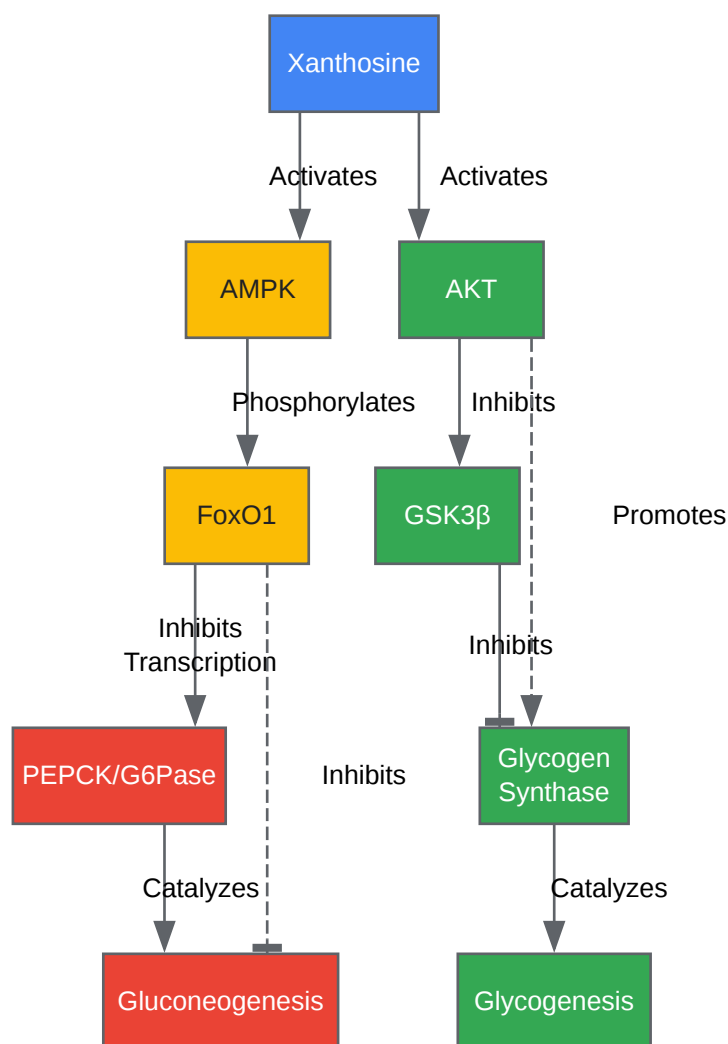 Xanthosine
Activates
Activates
AMPK
AKT
Phosphorylates
Inhibits
FoxO1
GSK3β
Promotes
Inhibits
Transcription
Inhibits
PEPCK/G6Pase
Inhibits
Glycogen
Synthase
Catalyzes
Catalyzes
Gluconeogenesis
Glycogenesis